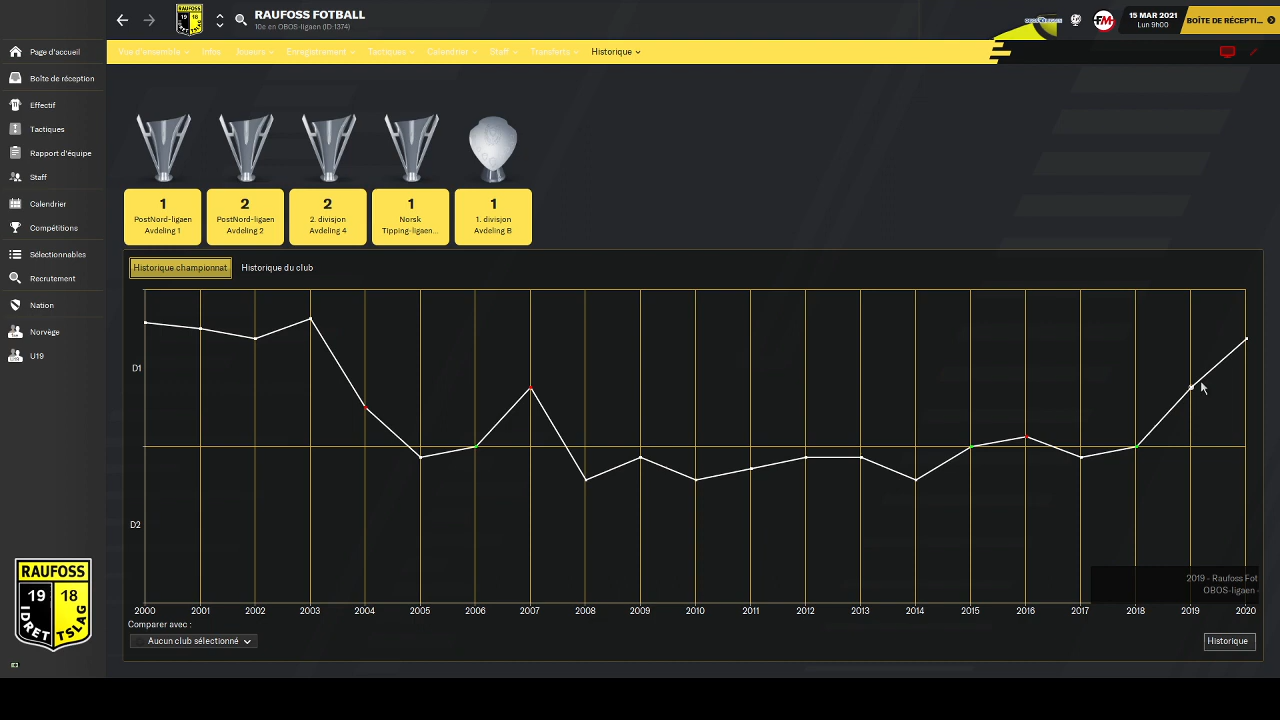 RAUFOSS FOTBALL
10e en OBOS-ligaen (ID:1374)
RAUFOSS
19 18
15 MAR 2021
Lun 9h00
BOÎTE DE RÉCEPTI...
Page d'accueil
Vue d'ensemble
Infos
Joueurs
Enregistrement
Tactiques
Calendrier
Staff
Transferts
Historique
Boîte de réception
Effectif
Tactiques
Rapport d'équipe
Staff
Calendrier
Compétitions
Sélectionnables
Recrutement
Nation
Norvège
U19
1
PostNord-ligaen
Avdeling 1
2
PostNord-ligaen
Avdeling 2
2
2. divisjon
Avdeling 4
1
Norsk
Tipping-ligaen...
1
1. divisjon
Avdeling B
Historique championnat
Historique du club
D1
D2
2019 - Raufoss Fot
OBOS-ligaen -
2000 2001 2002 2003 2004 2005 2006 2007 2008 2009 2010 2011 2012 2013 2014 2015 2016 2017 2018 2019 2020
Comparer avec :
Aucun club sélectionné
Historique
RAUFOSS
19 18
IDRETTSLAG